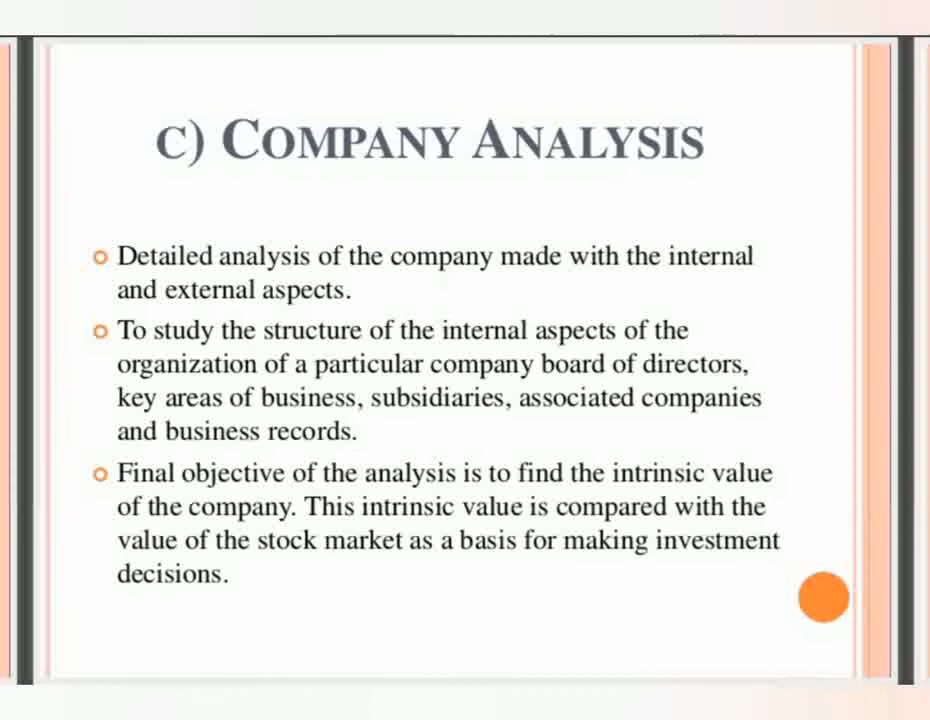 C) COMPANY ANALYSIS
Detailed analysis of the company made with the internal
and external aspects.
To study the structure of the internal aspects of the
organization of a particular company board of directors,
key areas of business, subsidiaries, associated companies
and business records.
Final objective of the analysis is to find the intrinsic value
of the company. This intrinsic value is compared with the
value of the stock market as a basis for making investment
decisions.